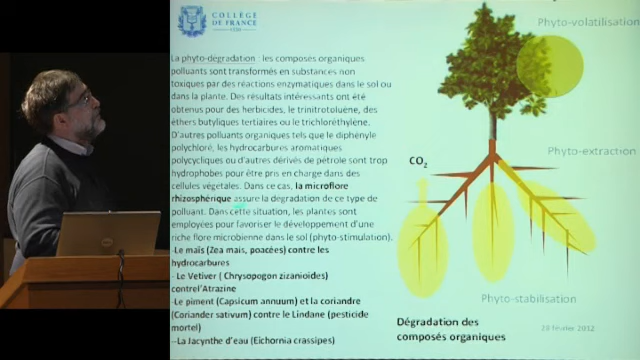 COLLÈGE
DE FRANCE
1530
Phyto-volatilisation
La phyto-dégradation : les composés organiques
polluants sont transformés en substances non
toxiques par des réactions enzymatiques dans le sol ou
dans la plante. Des résultats intéressants ont été
obtenus pour des herbicides, le trinitrotoluène, des
éthers butyliques tertiaires ou le trichloréthylène.
D'autres polluants organiques tels que le diphényle
polychloré, les hydrocarbures aromatiques
polycycliques ou d'autres dérivés de pétrole sont trop
hydrophobes pour être pris en charge dans des
cellules végétales. Dans ce cas, la microflore
rhizosphérique assure la dégradation de ce type de
polluant. Dans cette situation, les plantes sont
employées pour favoriser le développement d'une
riche flore microbienne dans le sol (phyto-stimulation).
-Le maïs (Zea mais, poacées) contre les
hydrocarbures
- Le Vetiver ( Chrysopogon zizanioides)
contrel'Atrazine
-Le piment (Capsicum annuum) et la coriandre
(Coriander sativum) contre le Lindane (pesticide
mortel)
-La Jacynthe d'eau (Eichornia crassipes)
CO2
Phyto-extraction
Phyto-stabilisation
Dégradation des
composés organiques
23 février 2012